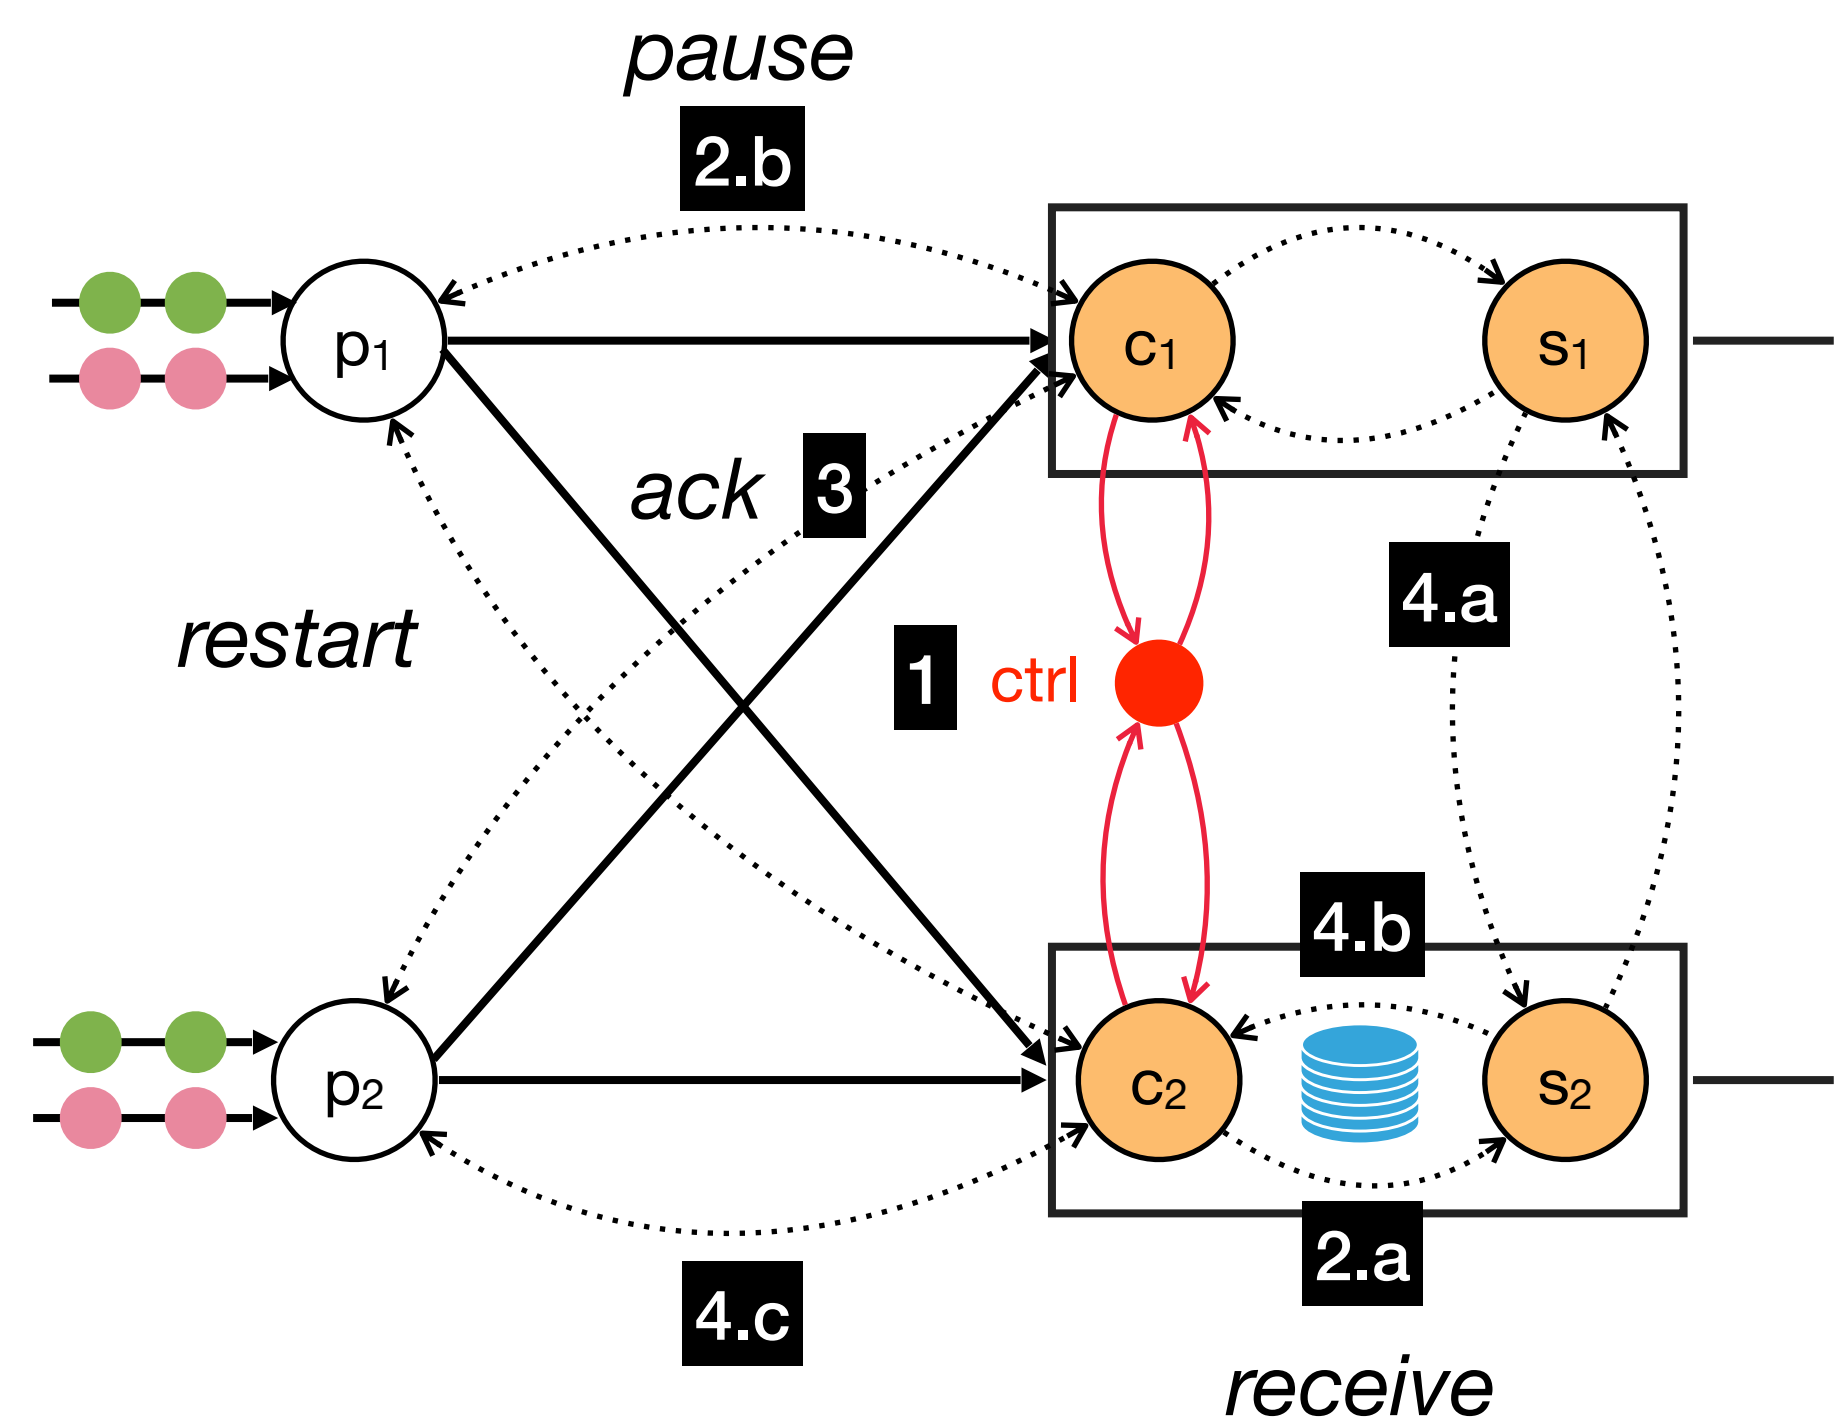 pause
2.b
p1
c1
s1
ack
3
4.a
restart
1
ctrl
4.b
p2
c2
s2
2.a
4.c
receive